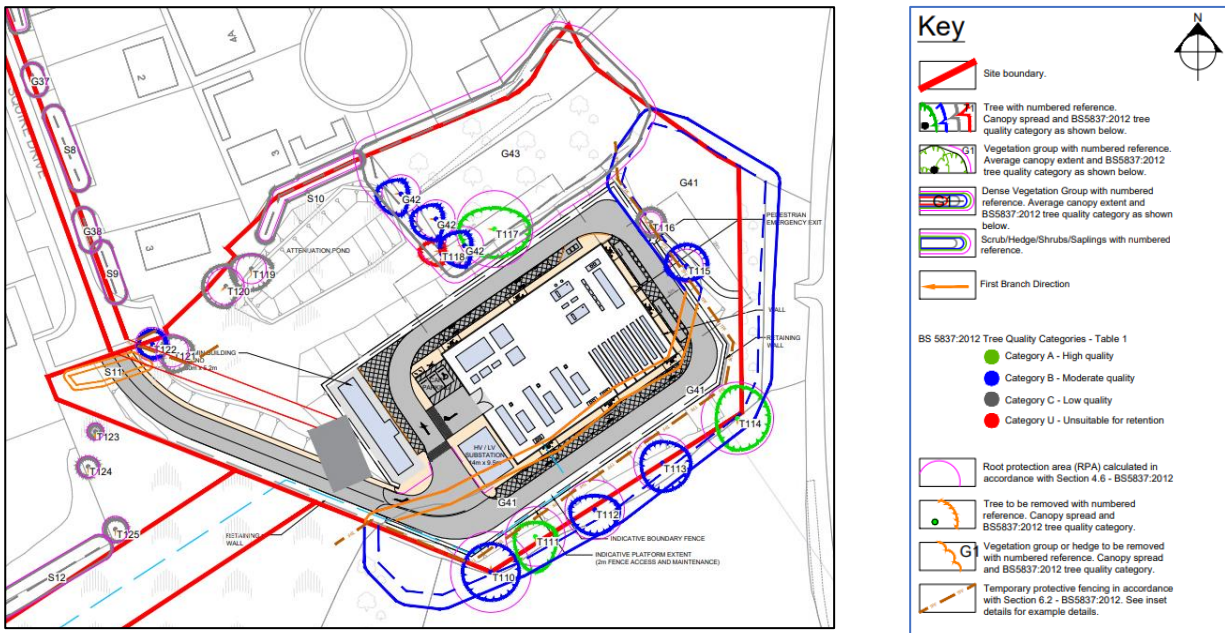 4A
2
G37
SQUIRE DRIVE
S8
3
G43
G41
S10
G42
G42
G42
T117
T118
T116
PEDESTRIAN
EMERGENCY EXIT
T115
G38
3
S9
ATTENUATION POND
T119
T120
T122
T121
WALL
RETAINING
WALL
S11
G41
T114
T123
T124
T125
S12
HV / LV
SUBSTATION
G41
T113
T112
T111
T110
RETAINING
WALL
INDICATIVE BOUNDARY FENCE
INDICATIVE PLATFORM EXTENT
(2m FENCE ACCESS AND MAINTENANCE)
Key
N
Site boundary.
Tree with numbered reference.
Canopy spread and BS5837:2012 tree
quality category as shown below.
G1
Vegetation group with numbered reference.
Average canopy extent and BS5837:2012
tree quality category as shown below.
Dense Vegetation Group with numbered
reference. Average canopy extent and
BS5837:2012 tree quality category as shown
below.
Scrub/Hedge/Shrubs/Saplings with numbered
reference.
First Branch Direction
BS 5837:2012 Tree Quality Categories - Table 1
Category A - High quality
Category B - Moderate quality
Category C - Low quality
Category U - Unsuitable for retention
Root protection area (RPA) calculated in
accordance with Section 4.6 - BS5837:2012
Tree to be removed with numbered
reference. Canopy spread and
BS5837:2012 tree quality category.
G1
Vegetation group or hedge to be removed
with numbered reference. Canopy spread
and BS5837:2012 tree quality category.
Temporary protective fencing in accordance
with Section 6.2 - BS5837:2012. See inset
details for example details.